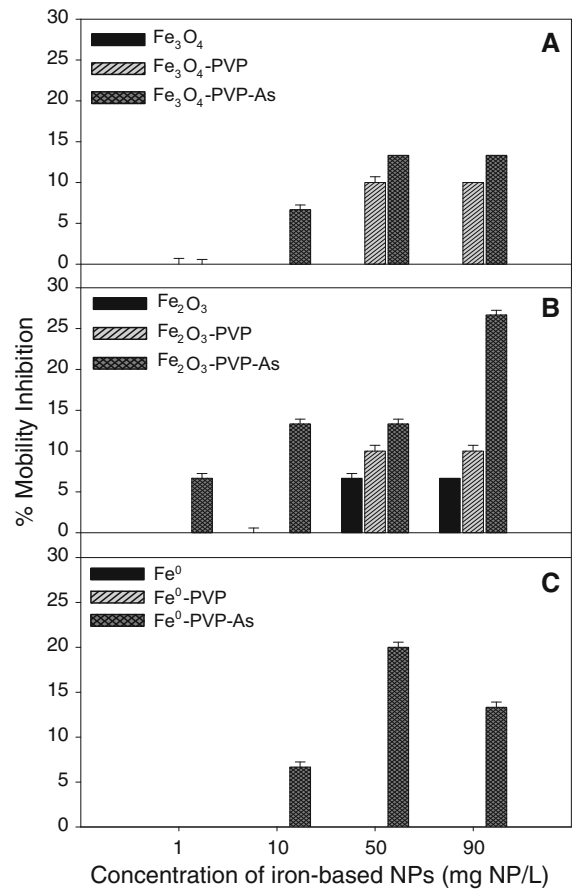 % Mobility Inhibition
30
25
20
15
10
5
0
Fe₃O₄
Fe₃O₄-PVP
Fe₃O₄-PVP-As
A
30
25
20
15
10
5
0
Fe₂O₃
Fe₂O₃-PVP
Fe₂O₃-PVP-As
B
30
25
20
15
10
5
0
Fe⁰
Fe⁰-PVP
Fe⁰-PVP-As
C
1 10 50 90
Concentration of iron-based NPs (mg NP/L)